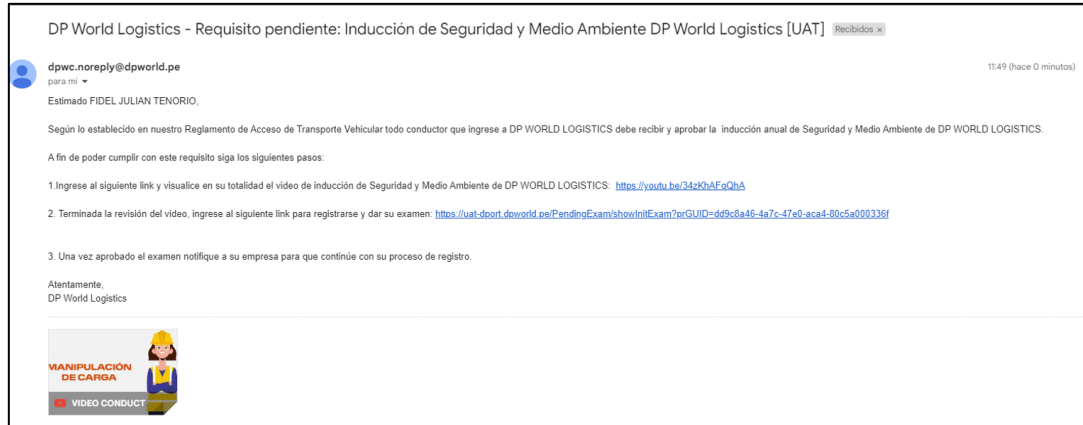 DP World Logistics - Requisito pendiente: Inducción de Seguridad y Medio Ambiente DP World Logistics [UAT] Recibidos x
dpwc.noreply@dpworld.pe 11:49 (hace 0 minutos)
para mí
Estimado FIDEL JULIAN TENORIO,
Según lo establecido en nuestro Reglamento de Acceso de Transporte Vehicular todo conductor que ingrese a DP WORLD LOGISTICS debe recibir y aprobar la inducción anual de Seguridad y Medio Ambiente de DP WORLD LOGISTICS.
A fin de poder cumplir con este requisito siga los siguientes pasos:
1.Ingrese al siguiente link y visualice en su totalidad el video de inducción de Seguridad y Medio Ambiente de DP WORLD LOGISTICS: https://youtu.be/34zKhAFqQhA
2. Terminada la revisión del video, ingrese al siguiente link para registrarse y dar su examen: https://uat-dport.dpworld.pe/PendingExam/showInitExam?prGUID=dd9c8a46-4a7c-47e0-aca4-80c5a000336f
3. Una vez aprobado el examen notifique a su empresa para que continúe con su proceso de registro.
Atentamente,
DP World Logistics
MANIPULACIÓN
DE CARGA
VIDEO CONDUCT